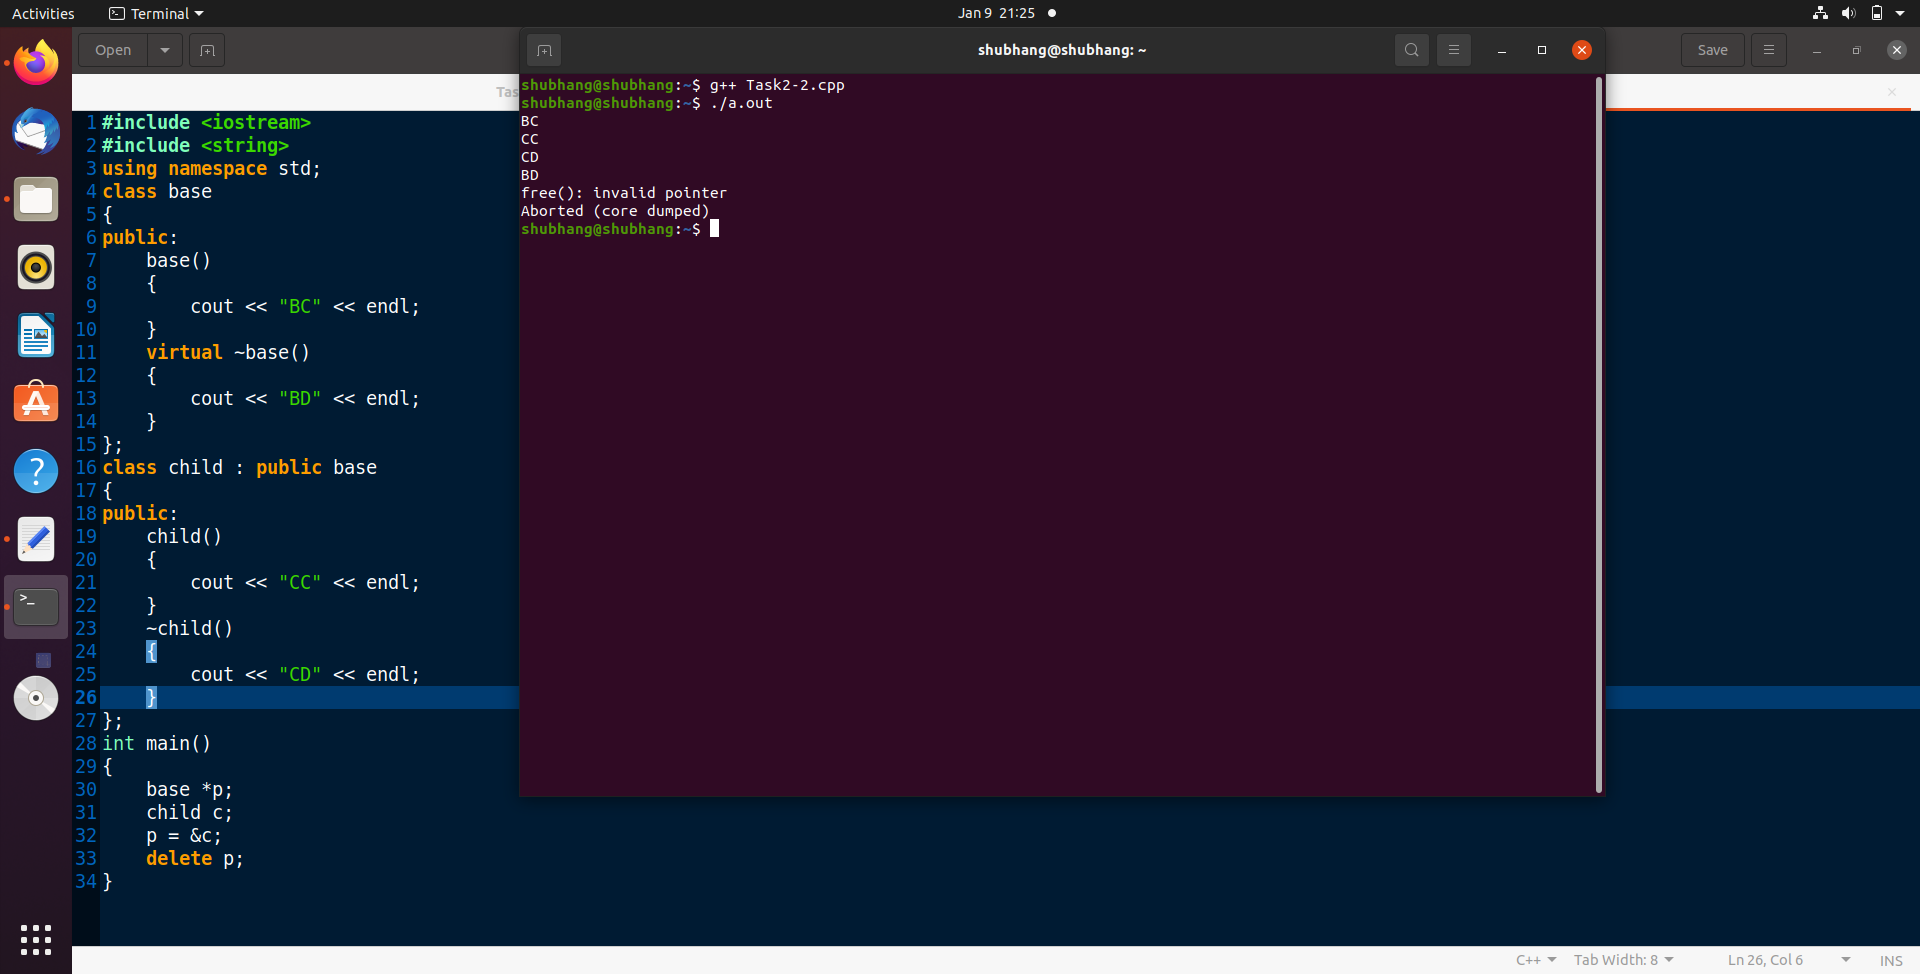 Activities Terminal Jan 9 21:25
Open shubhang@shubhang: ~ Save
Tas
shubhang@shubhang:~$ g++ Task2-2.cpp
shubhang@shubhang:~$ ./a.out
BC
CC
CD
BD
free(): invalid pointer
Aborted (core dumped)
shubhang@shubhang:~$
1 #include <iostream>
2 #include <string>
3 using namespace std;
4 class base
5 {
6 public:
7     base()
8     {
9         cout << "BC" << endl;
10     }
11     virtual ~base()
12     {
13         cout << "BD" << endl;
14     }
15 };
16 class child : public base
17 {
18 public:
19     child()
20     {
21         cout << "CC" << endl;
22     }
23     ~child()
24     {
25         cout << "CD" << endl;
26     }
27 };
28 int main()
29 {
30     base *p;
31     child c;
32     p = &c;
33     delete p;
34 }
C++ Tab Width: 8 Ln 26, Col 6 INS